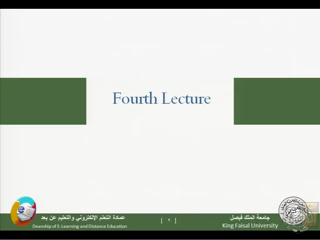 Fourth Lecture
عمادة التعلم الإلكتروني والتعليم عن بعد
Deanship of E-Learning and Distance Education
[ ٢ ]
جامعة الملك فيصل
King Faisal University